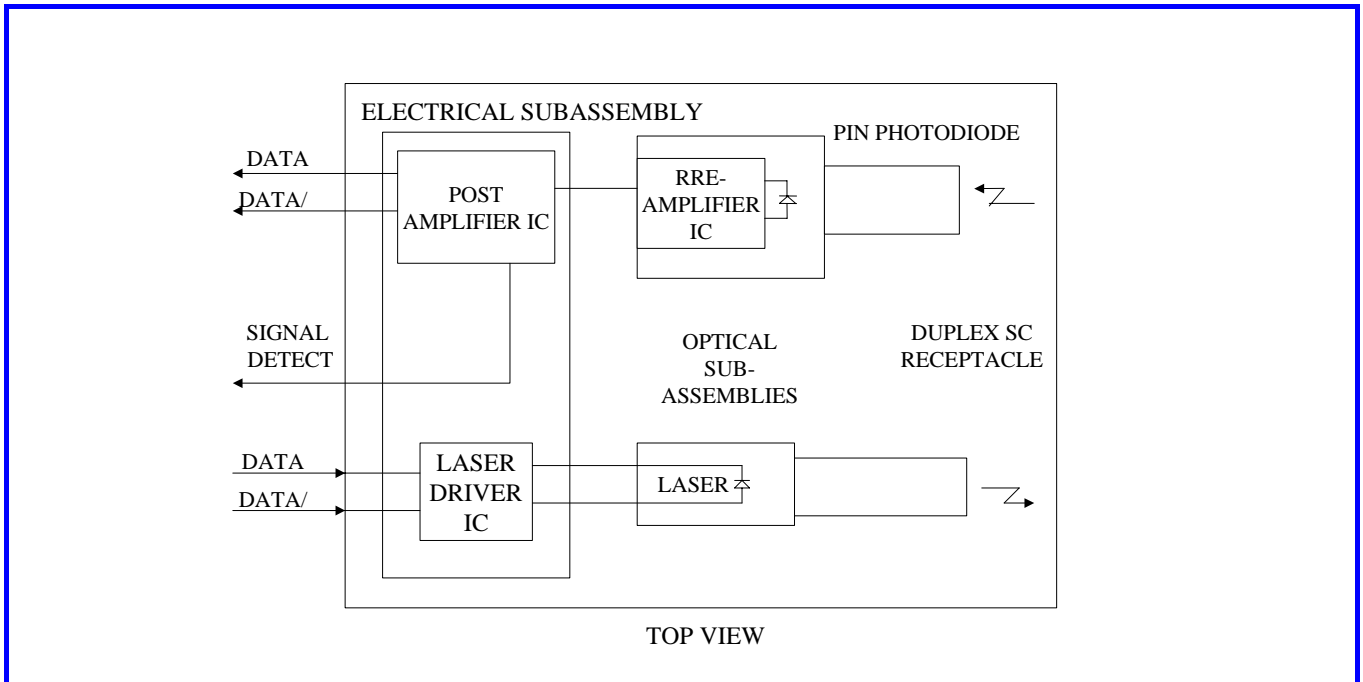 ELECTRICAL SUBASSEMBLY
PIN PHOTODIODE
DATA
DATA/
POST
AMPLIFIER IC
RRE-
AMPLIFIER
IC
SIGNAL
DETECT
OPTICAL
SUB-
ASSEMBLIES
DUPLEX SC
RECEPTACLE
DATA
DATA/
LASER
DRIVER
IC
LASER
TOP VIEW